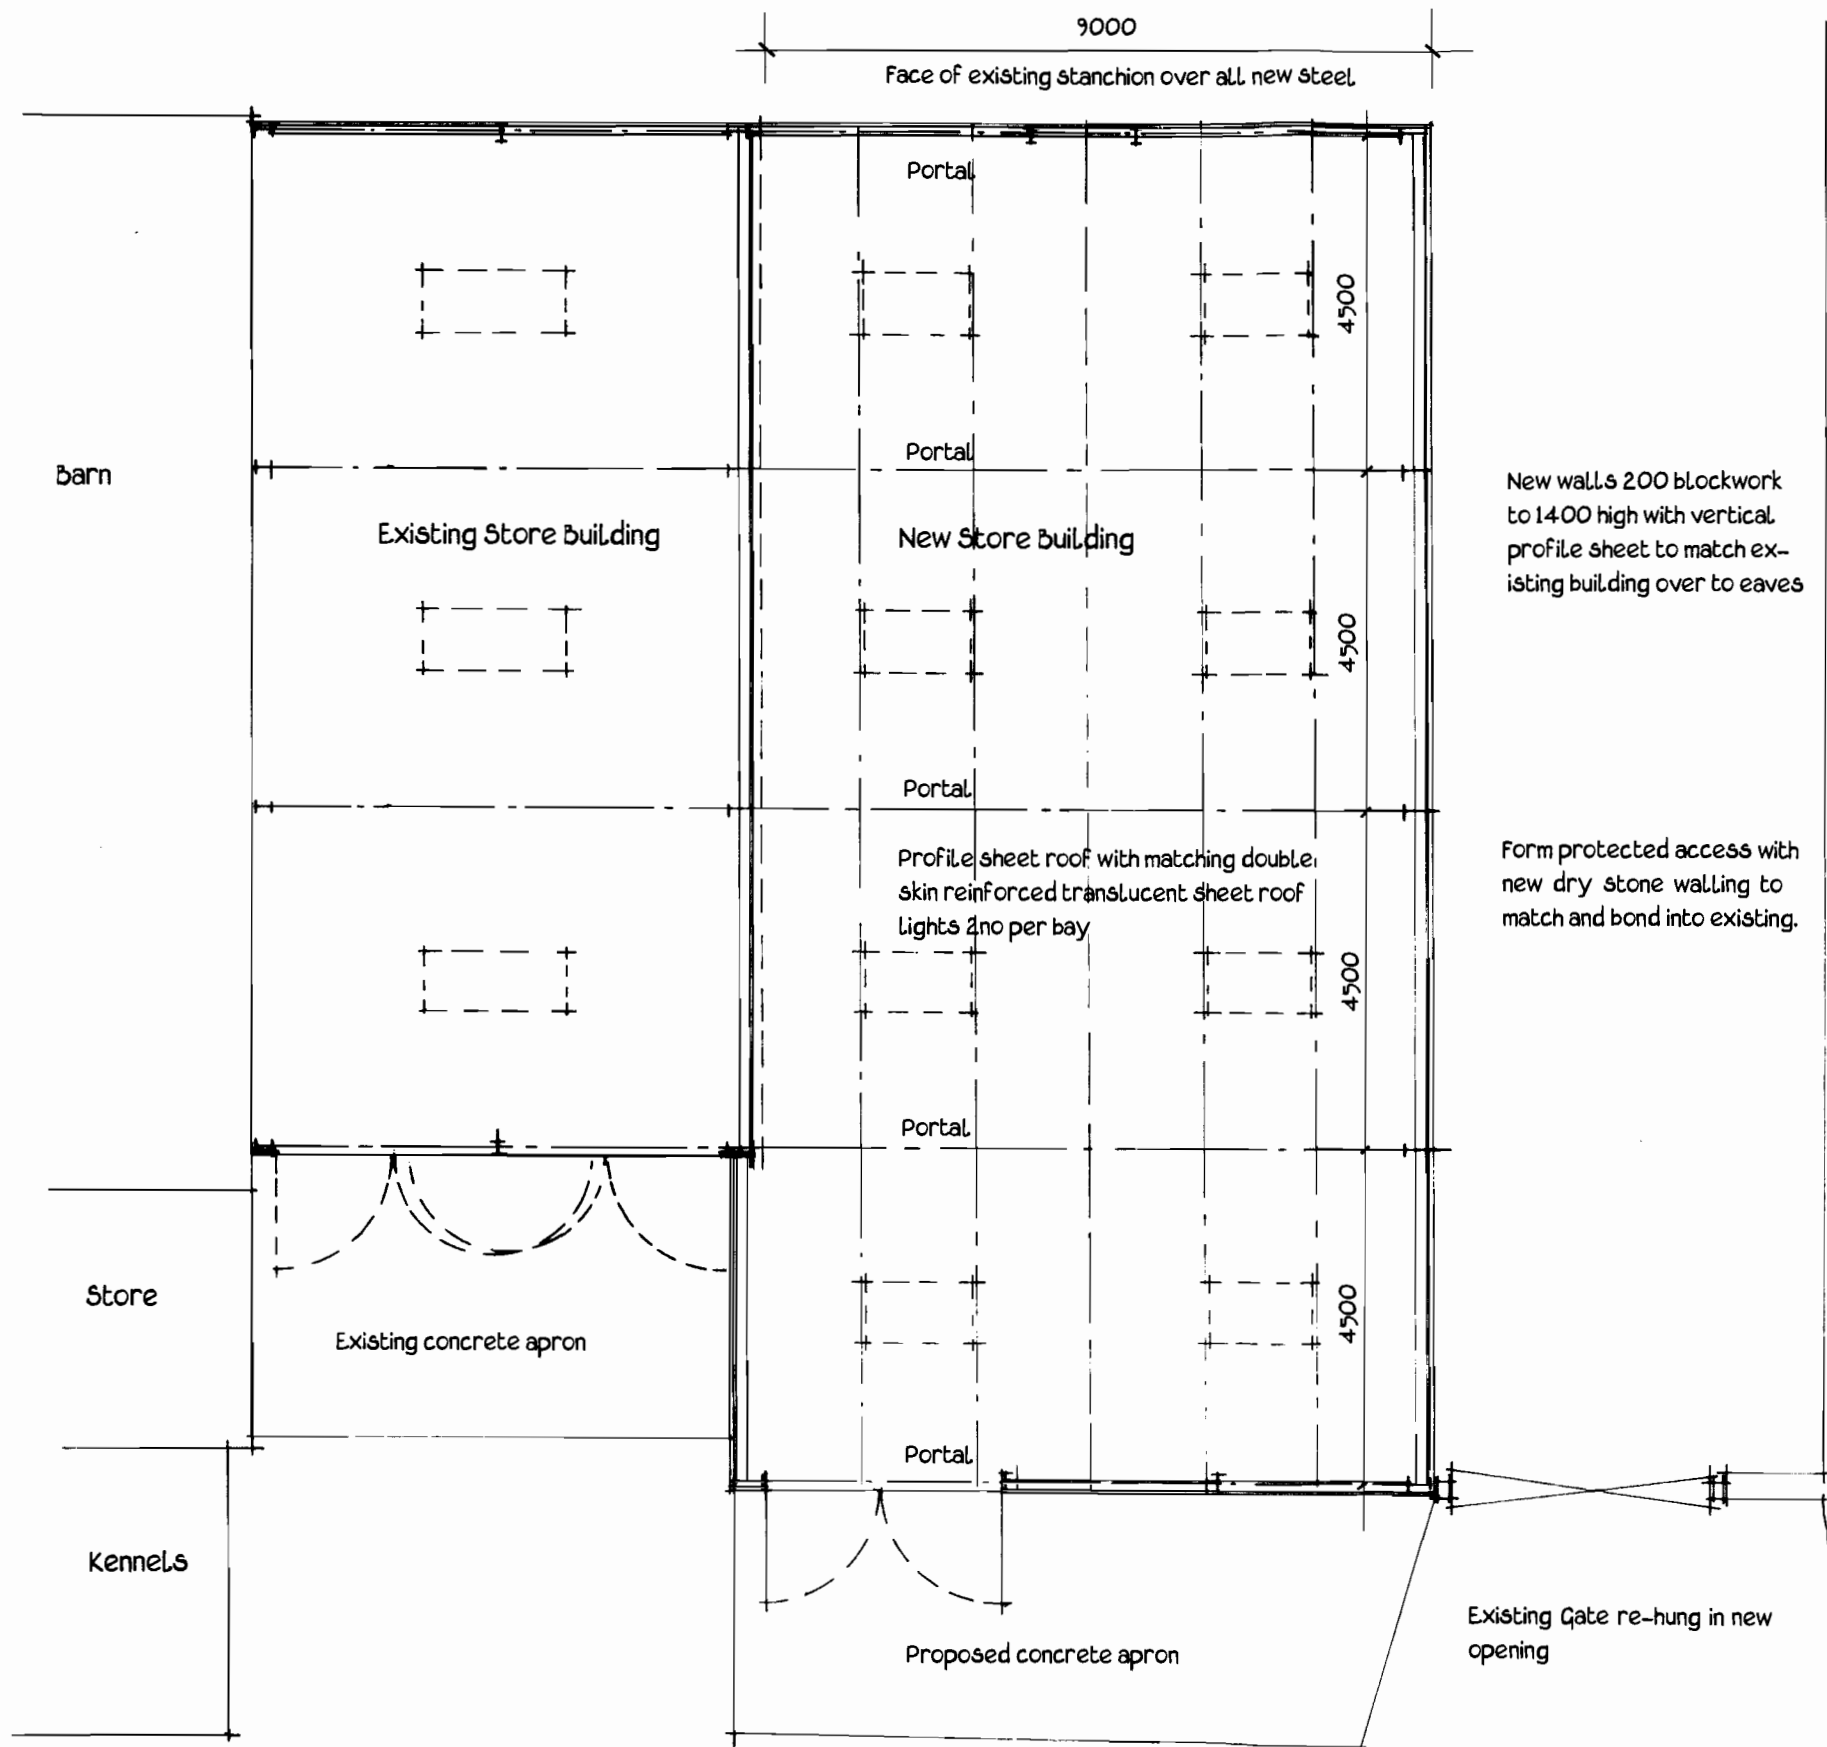 9000
Face of existing stanchion over all new steel
Portal
4500
Portal
Barn
Existing Store Building
New Store Building
New walls 200 blockwork
to 1400 high with vertical
profile sheet to match ex-
isting building over to eaves
4500
Portal
Profile sheet roof with matching double
skin reinforced translucent sheet roof
lights 2no per bay
Form protected access with
new dry stone walling to
match and bond into existing.
4500
Portal
Store
Existing concrete apron
4500
Portal
Kennels
Proposed concrete apron
Existing Gate re-hung in new
opening